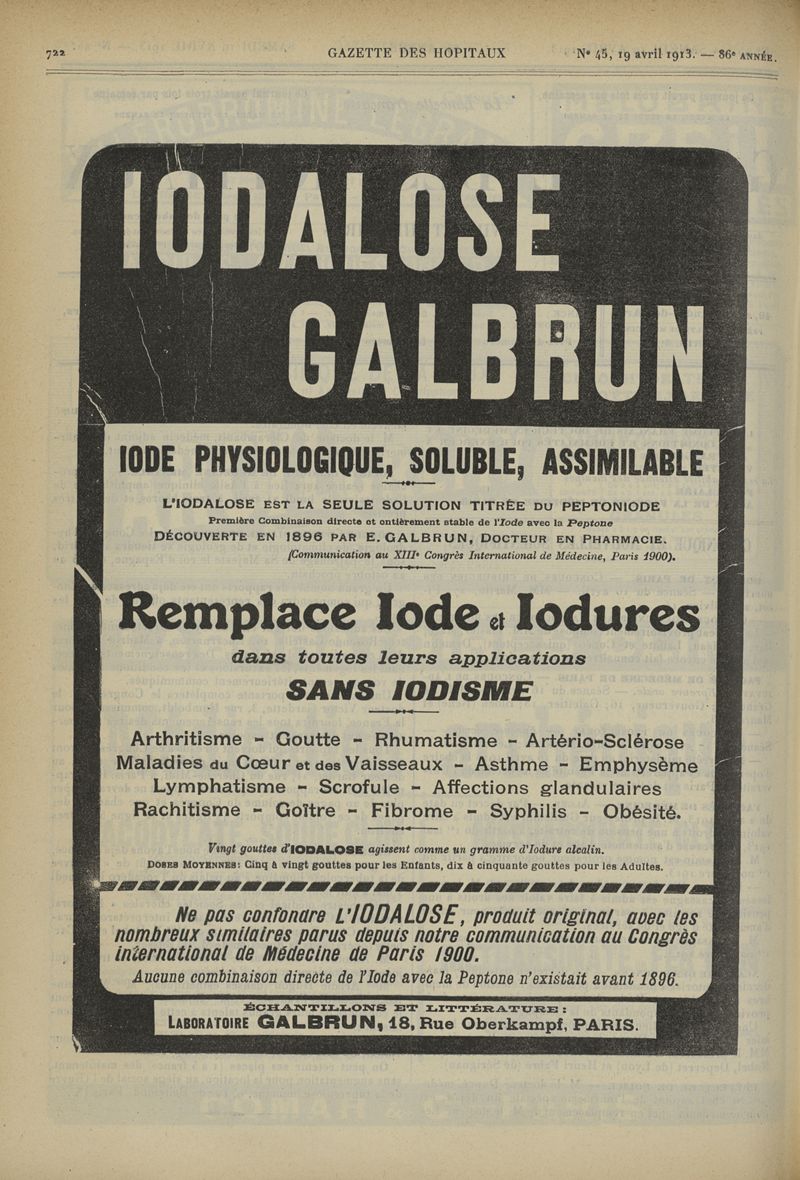 722 GAZETTE DES HOPITAUX N° 45, 19 avril 1913. — 86e ANNÉE.
IODALOSE
GALBRUN
IODE PHYSIOLOGIQUE, SOLUBLE, ASSIMILABLE
L'IODALOSE EST LA SEULE SOLUTION TITRÉE DU PEPTONIODE
Première Combinaison directe et entièrement stable de l'Iode avec la Peptone
DÉCOUVERTE EN 1896 PAR E. GALBRUN, DOCTEUR EN PHARMACIE.
(Communication au XIIIe Congrès International de Médecine, Paris 1900).
Remplace Iode et Iodures
dans toutes leurs applications
SANS IODISME
Arthritisme - Goutte - Rhumatisme - Artério-Sclérose
Maladies du Cœur et des Vaisseaux - Asthme - Emphysème
Lymphatisme - Scrofule - Affections glandulaires
Rachitisme - Goître - Fibrome - Syphilis - Obésité.
Vingt gouttes d'IODALOSE agissent comme un gramme d'Iodure alcalin.
DOSES MOYENNES: Cinq à vingt gouttes pour les Enfants, dix à cinquante gouttes pour les Adultes.
Ne pas confondre L'IODALOSE, produit original, avec les
nombreux similaires parus depuis notre communication au Congrès
international de Médecine de Paris 1900.
Aucune combinaison directe de l'Iode avec la Peptone n'existait avant 1896.
ÉCHANTILLONS ET LITTÉRATURE:
LABORATOIRE GALBRUN, 18, Rue Oberkampf, PARIS.